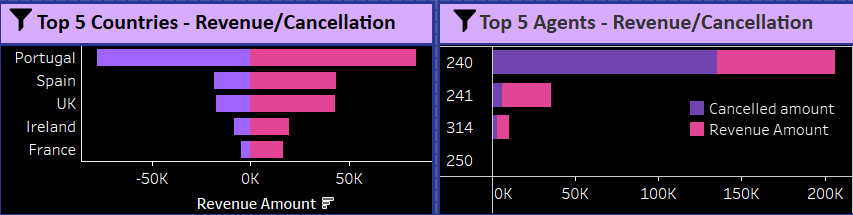 Top 5 Countries - Revenue/Cancellation
Portugal
Spain
UK
Ireland
France
-50K 0K 50K
Revenue Amount
Top 5 Agents - Revenue/Cancellation
240
241
314
250
Cancelled amount
Revenue Amount
0K 50K 100K 150K 200K